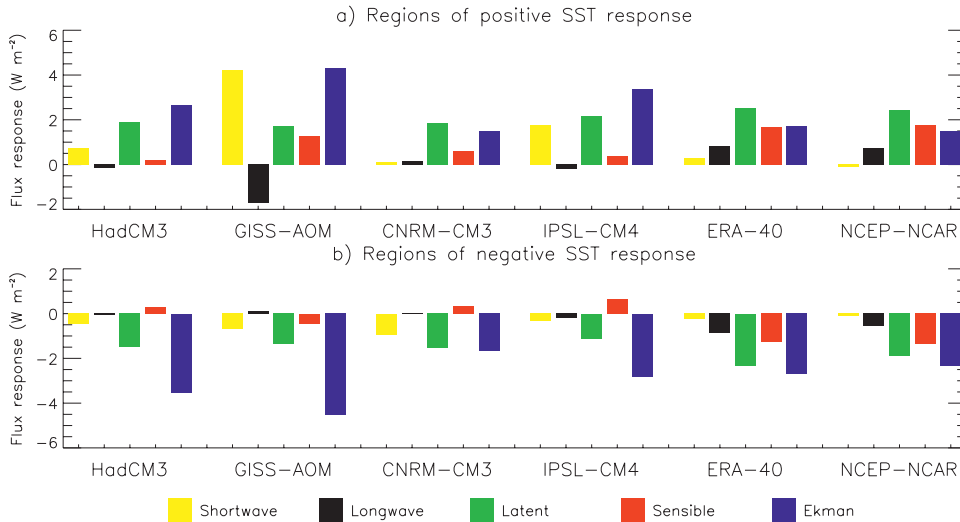 a) Regions of positive SST response
Flux response (W m⁻²)
6
4
2
0
−2
HadCM3 GISS−AOM CNRM−CM3 IPSL−CM4 ERA−40 NCEP−NCAR
b) Regions of negative SST response
Flux response (W m⁻²)
2
0
−2
−4
−6
HadCM3 GISS−AOM CNRM−CM3 IPSL−CM4 ERA−40 NCEP−NCAR
Shortwave Longwave Latent Sensible Ekman